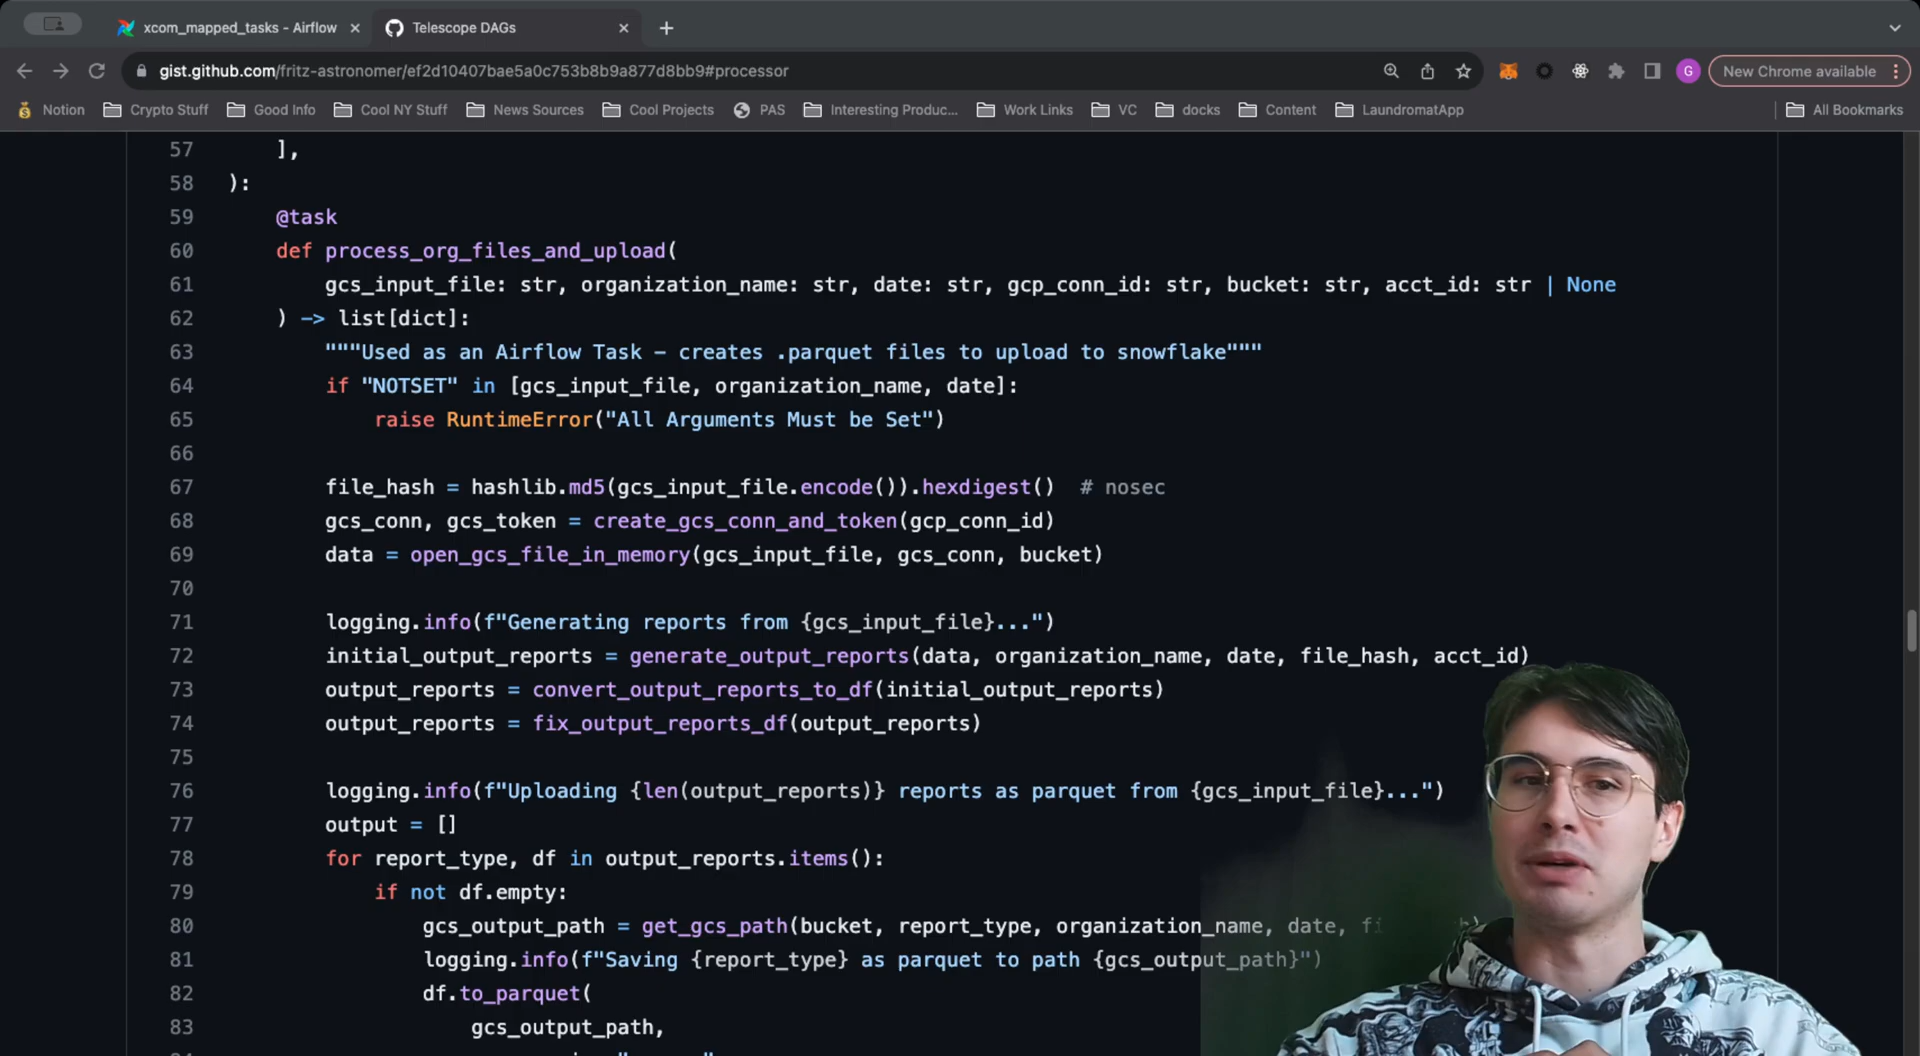 xcom_mapped_tasks - Airflow
Telescope DAGs
gist.github.com/fritz-astronomer/ef2d10407bae5a0c753b8b9a877d8bb9#processor
G
New Chrome available
Notion
Crypto Stuff
Good Info
Cool NY Stuff
News Sources
Cool Projects
PAS
Interesting Produc...
Work Links
VC
docks
Content
LaundromatApp
All Bookmarks
57 ],
58 ):
59 @task
60 def process_org_files_and_upload(
61 gcs_input_file: str, organization_name: str, date: str, gcp_conn_id: str, bucket: str, acct_id: str | None
62 ) -> list[dict]:
63 """Used as an Airflow Task - creates .parquet files to upload to snowflake"""
64 if "NOTSET" in [gcs_input_file, organization_name, date]:
65 raise RuntimeError("All Arguments Must be Set")
66
67 file_hash = hashlib.md5(gcs_input_file.encode()).hexdigest()  # nosec
68 gcs_conn, gcs_token = create_gcs_conn_and_token(gcp_conn_id)
69 data = open_gcs_file_in_memory(gcs_input_file, gcs_conn, bucket)
70
71 logging.info(f"Generating reports from {gcs_input_file}...")
72 initial_output_reports = generate_output_reports(data, organization_name, date, file_hash, acct_id)
73 output_reports = convert_output_reports_to_df(initial_output_reports)
74 output_reports = fix_output_reports_df(output_reports)
75
76 logging.info(f"Uploading {len(output_reports)} reports as parquet from {gcs_input_file}...")
77 output = []
78 for report_type, df in output_reports.items():
79 if not df.empty:
80 gcs_output_path = get_gcs_path(bucket, report_type, organization_name, date,
81 logging.info(f"Saving {report_type} as parquet to path {gcs_output_path}")
82 df.to_parquet(
83 gcs_output_path,